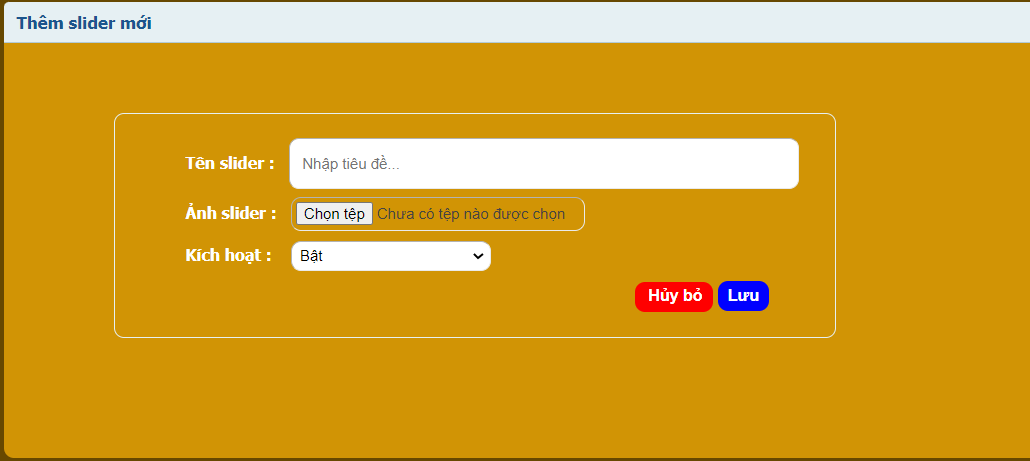 Thêm slider mới
Tên slider : Nhập tiêu đề...
Ảnh slider : Chọn tệp Chưa có tệp nào được chọn
Kích hoạt : Bật
Hủy bỏ Lưu